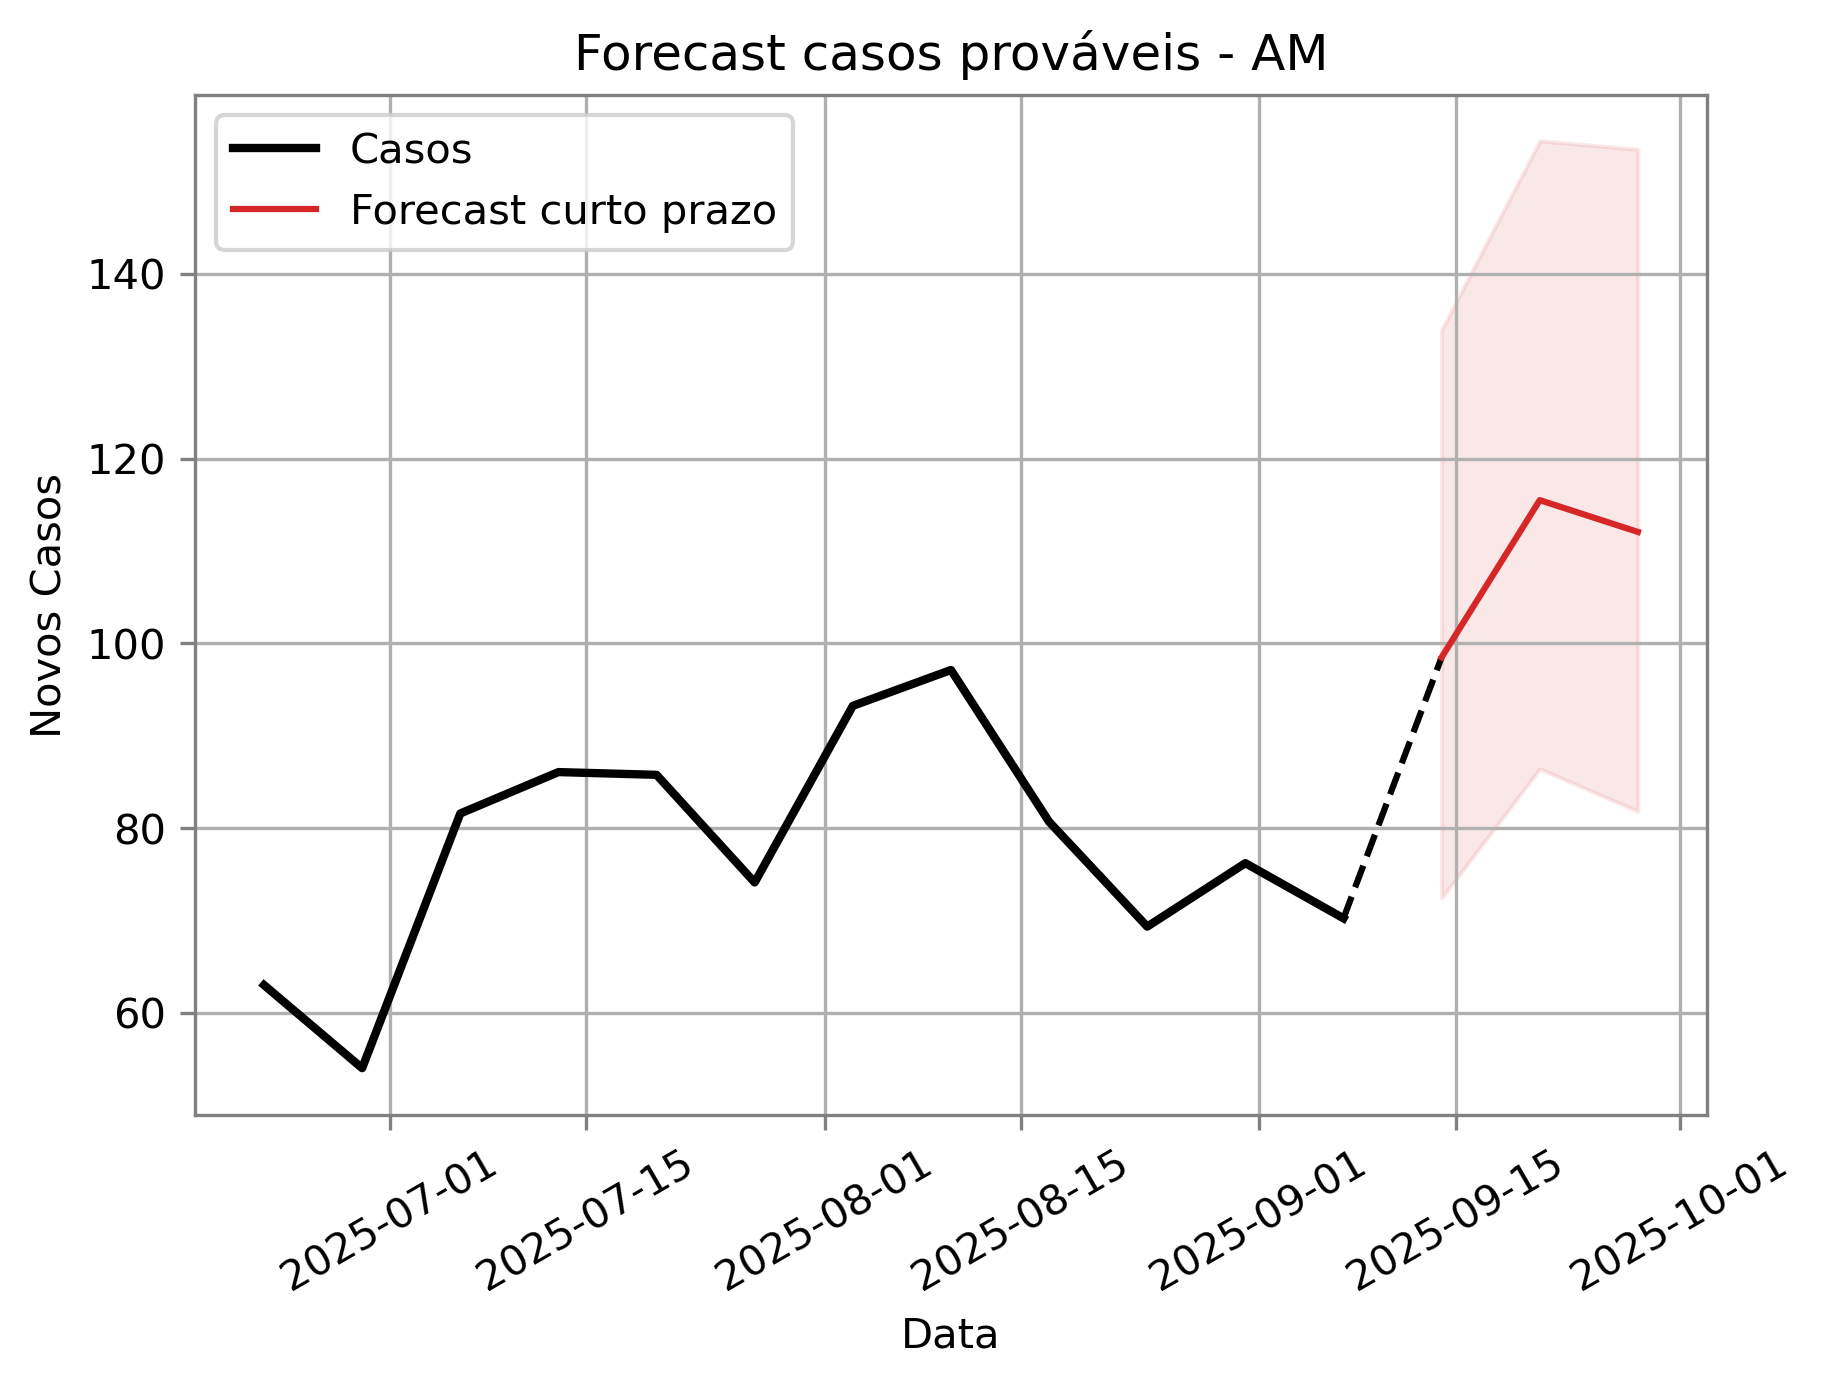 Forecast casos prováveis - AM
Casos
Forecast curto prazo
Novos Casos
140
120
100
80
60
2025-07-01
2025-07-15
2025-08-01
2025-08-15
2025-09-01
2025-09-15
2025-10-01
Data